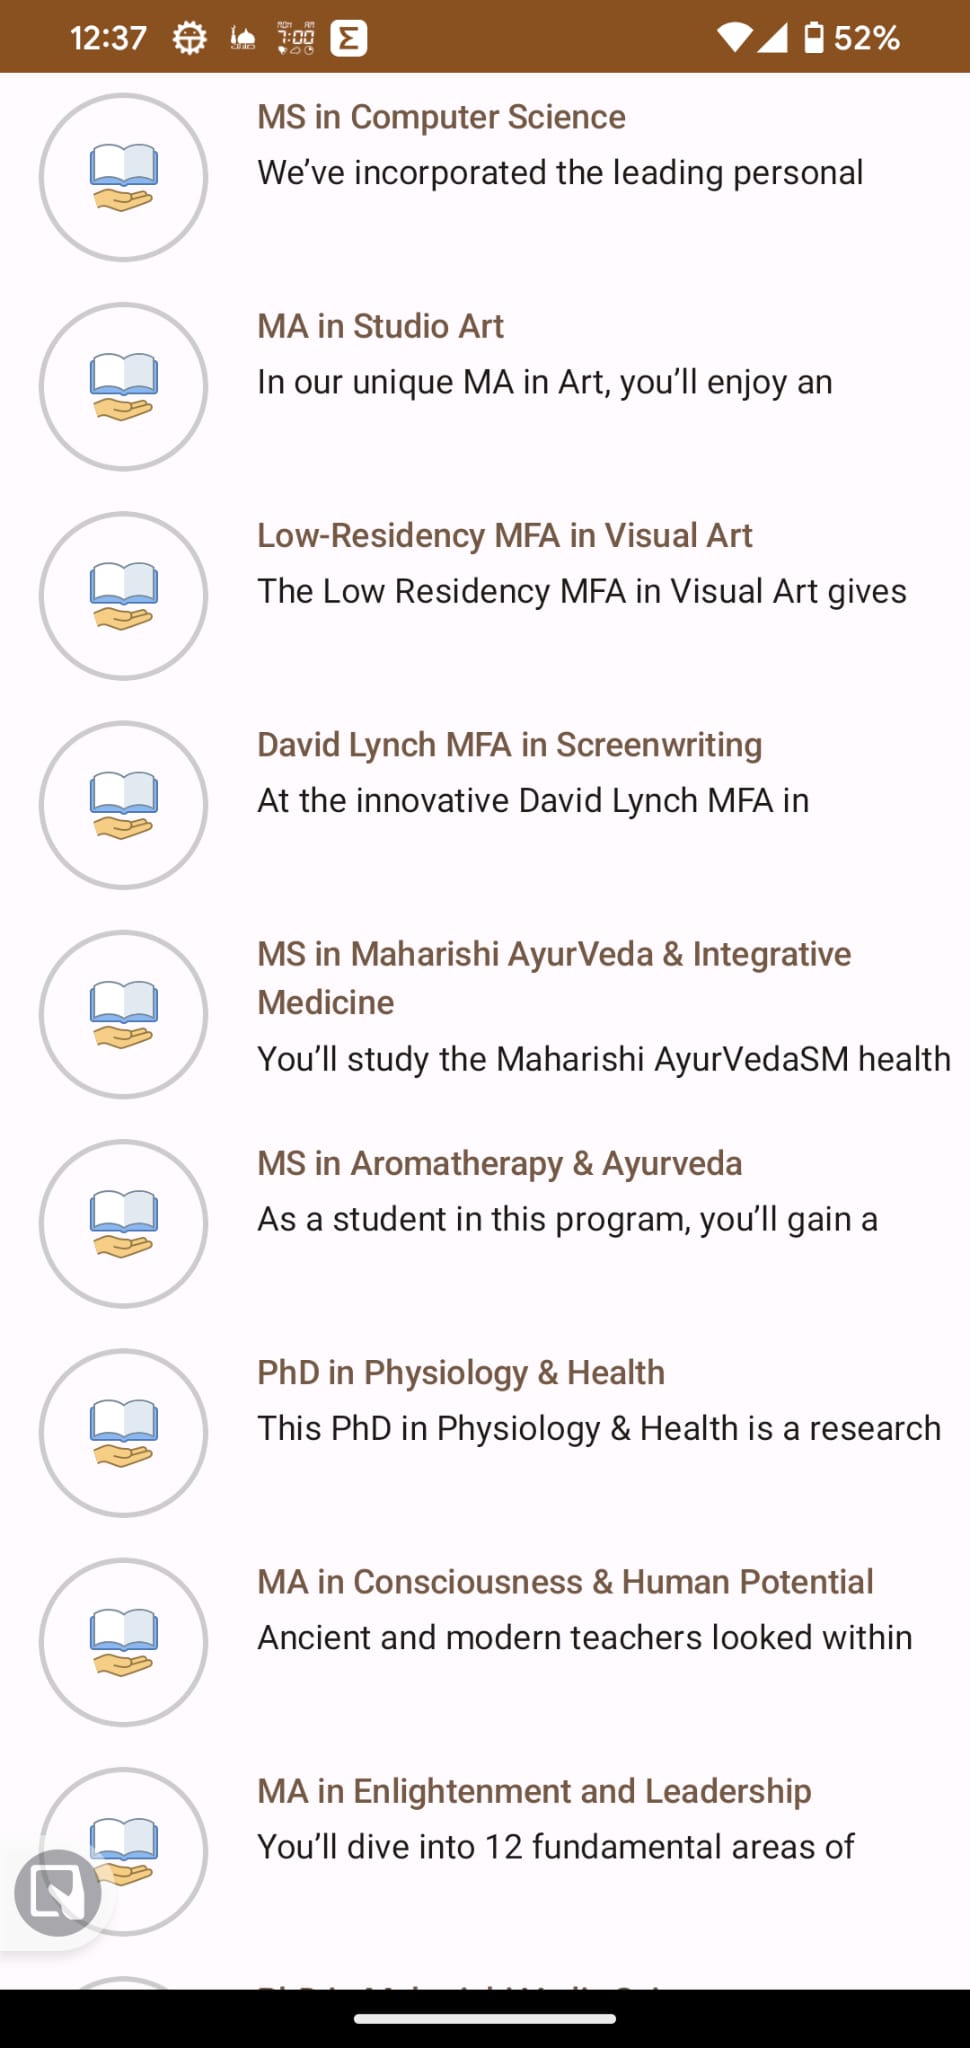 12:37 MON AM 7:00 Σ 52%
MS in Computer Science
We’ve incorporated the leading personal
MA in Studio Art
In our unique MA in Art, you’ll enjoy an
Low-Residency MFA in Visual Art
The Low Residency MFA in Visual Art gives
David Lynch MFA in Screenwriting
At the innovative David Lynch MFA in
MS in Maharishi AyurVeda & Integrative
Medicine
You’ll study the Maharishi AyurVedaSM health
MS in Aromatherapy & Ayurveda
As a student in this program, you’ll gain a
PhD in Physiology & Health
This PhD in Physiology & Health is a research
MA in Consciousness & Human Potential
Ancient and modern teachers looked within
MA in Enlightenment and Leadership
You’ll dive into 12 fundamental areas of